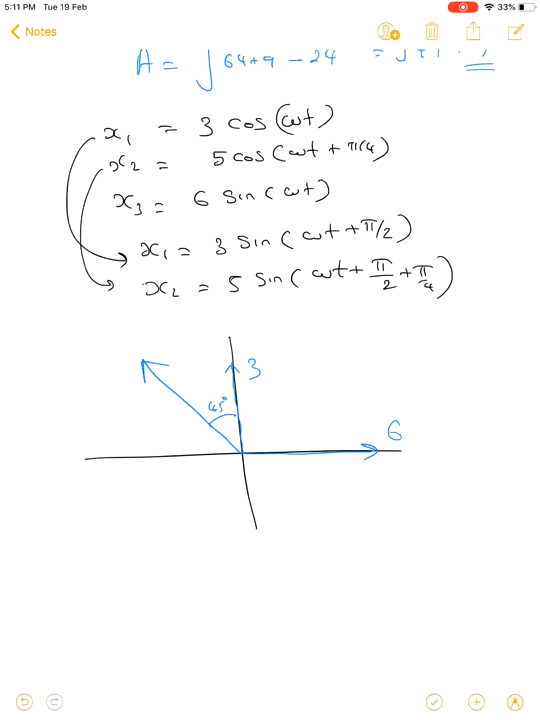 5:11 PM Tue 19 Feb
33%
Notes
A = √64+9 - 24 =
x₁ = 3 cos(ωt)
x₂ = 5 cos(ωt + π/4)
x₃ = 6 sin(ωt)
x₁ = 3 sin(ωt + π/2)
x₂ = 5 sin(ωt + π/2 + π/4)
3
45°
6